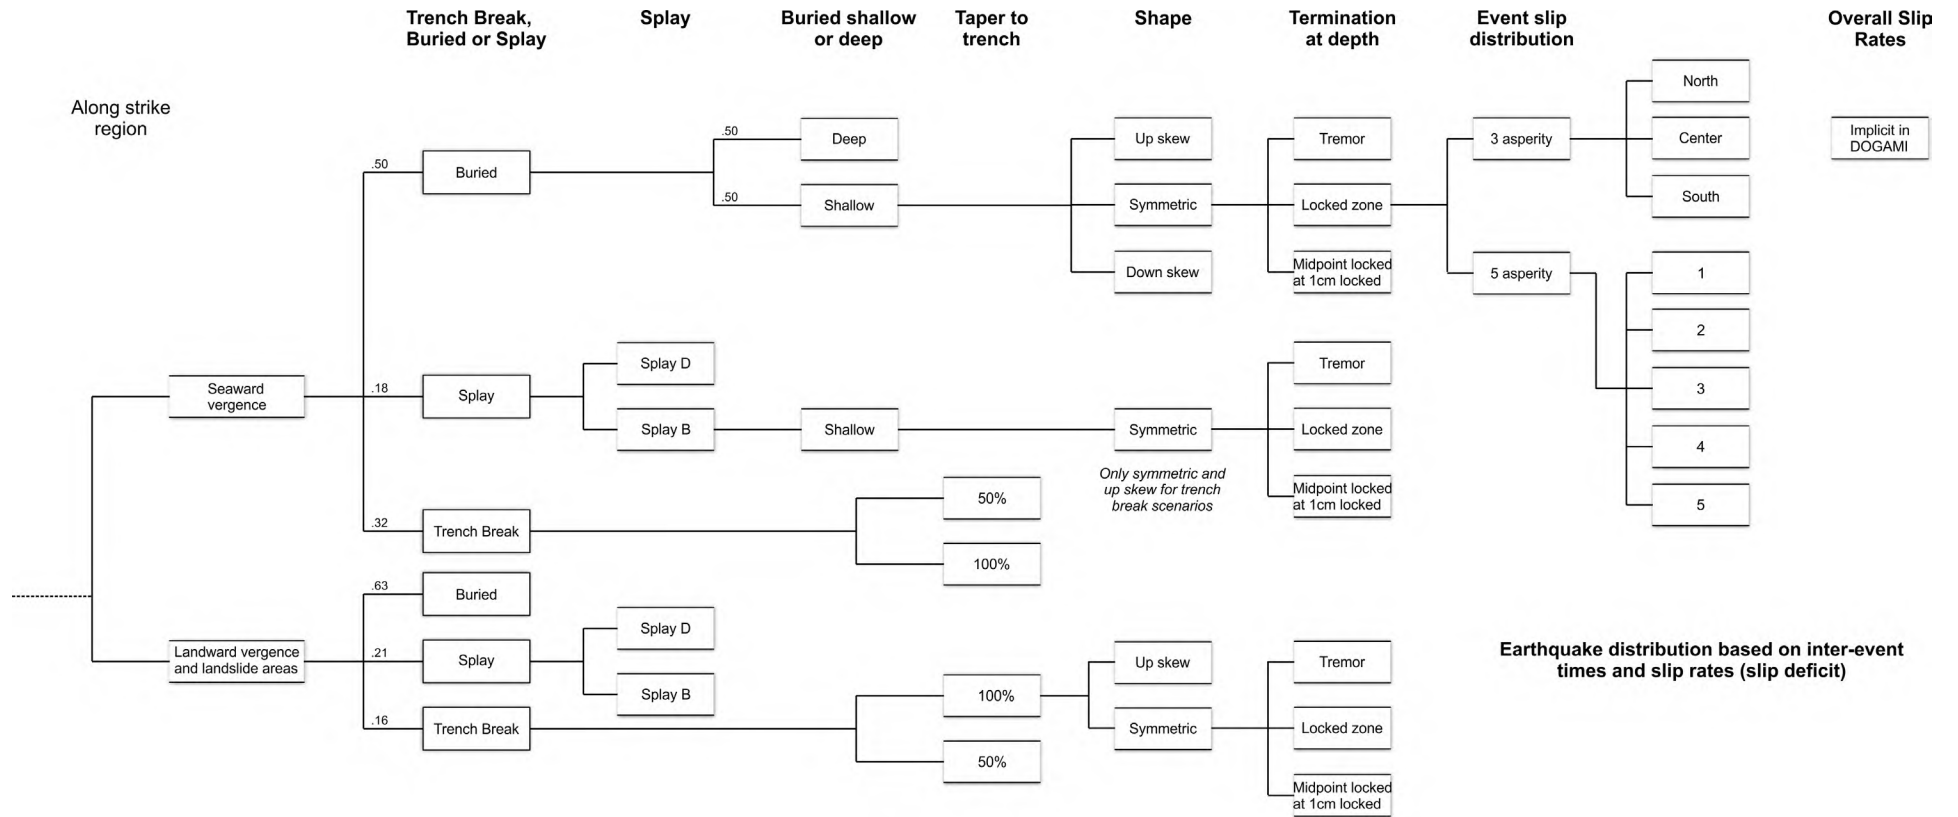 Trench Break,
Buried or Splay
Splay
Buried shallow
or deep
Taper to
trench
Shape
Termination
at depth
Event slip
distribution
Overall Slip
Rates
Along strike
region
North
.50
Deep
Up skew
Tremor
3 asperity
Center
Implicit in
DOGAMI
.50
Buried
.50
Shallow
Symmetric
Locked zone
South
Down skew
Midpoint locked
at 1cm locked
5 asperity
1
2
Splay D
Tremor
Seaward
vergence
.18
Splay
3
Splay B
Shallow
Symmetric
Locked zone
4
Only symmetric and
up skew for trench
break scenarios
50%
Midpoint locked
at 1cm locked
5
.32
Trench Break
100%
.63
Buried
Splay D
Landward vergence
and landslide areas
.21
Splay
Up skew
Tremor
Earthquake distribution based on inter-event
times and slip rates (slip deficit)
Splay B
100%
.16
Trench Break
Symmetric
Locked zone
50%
Midpoint locked
at 1cm locked